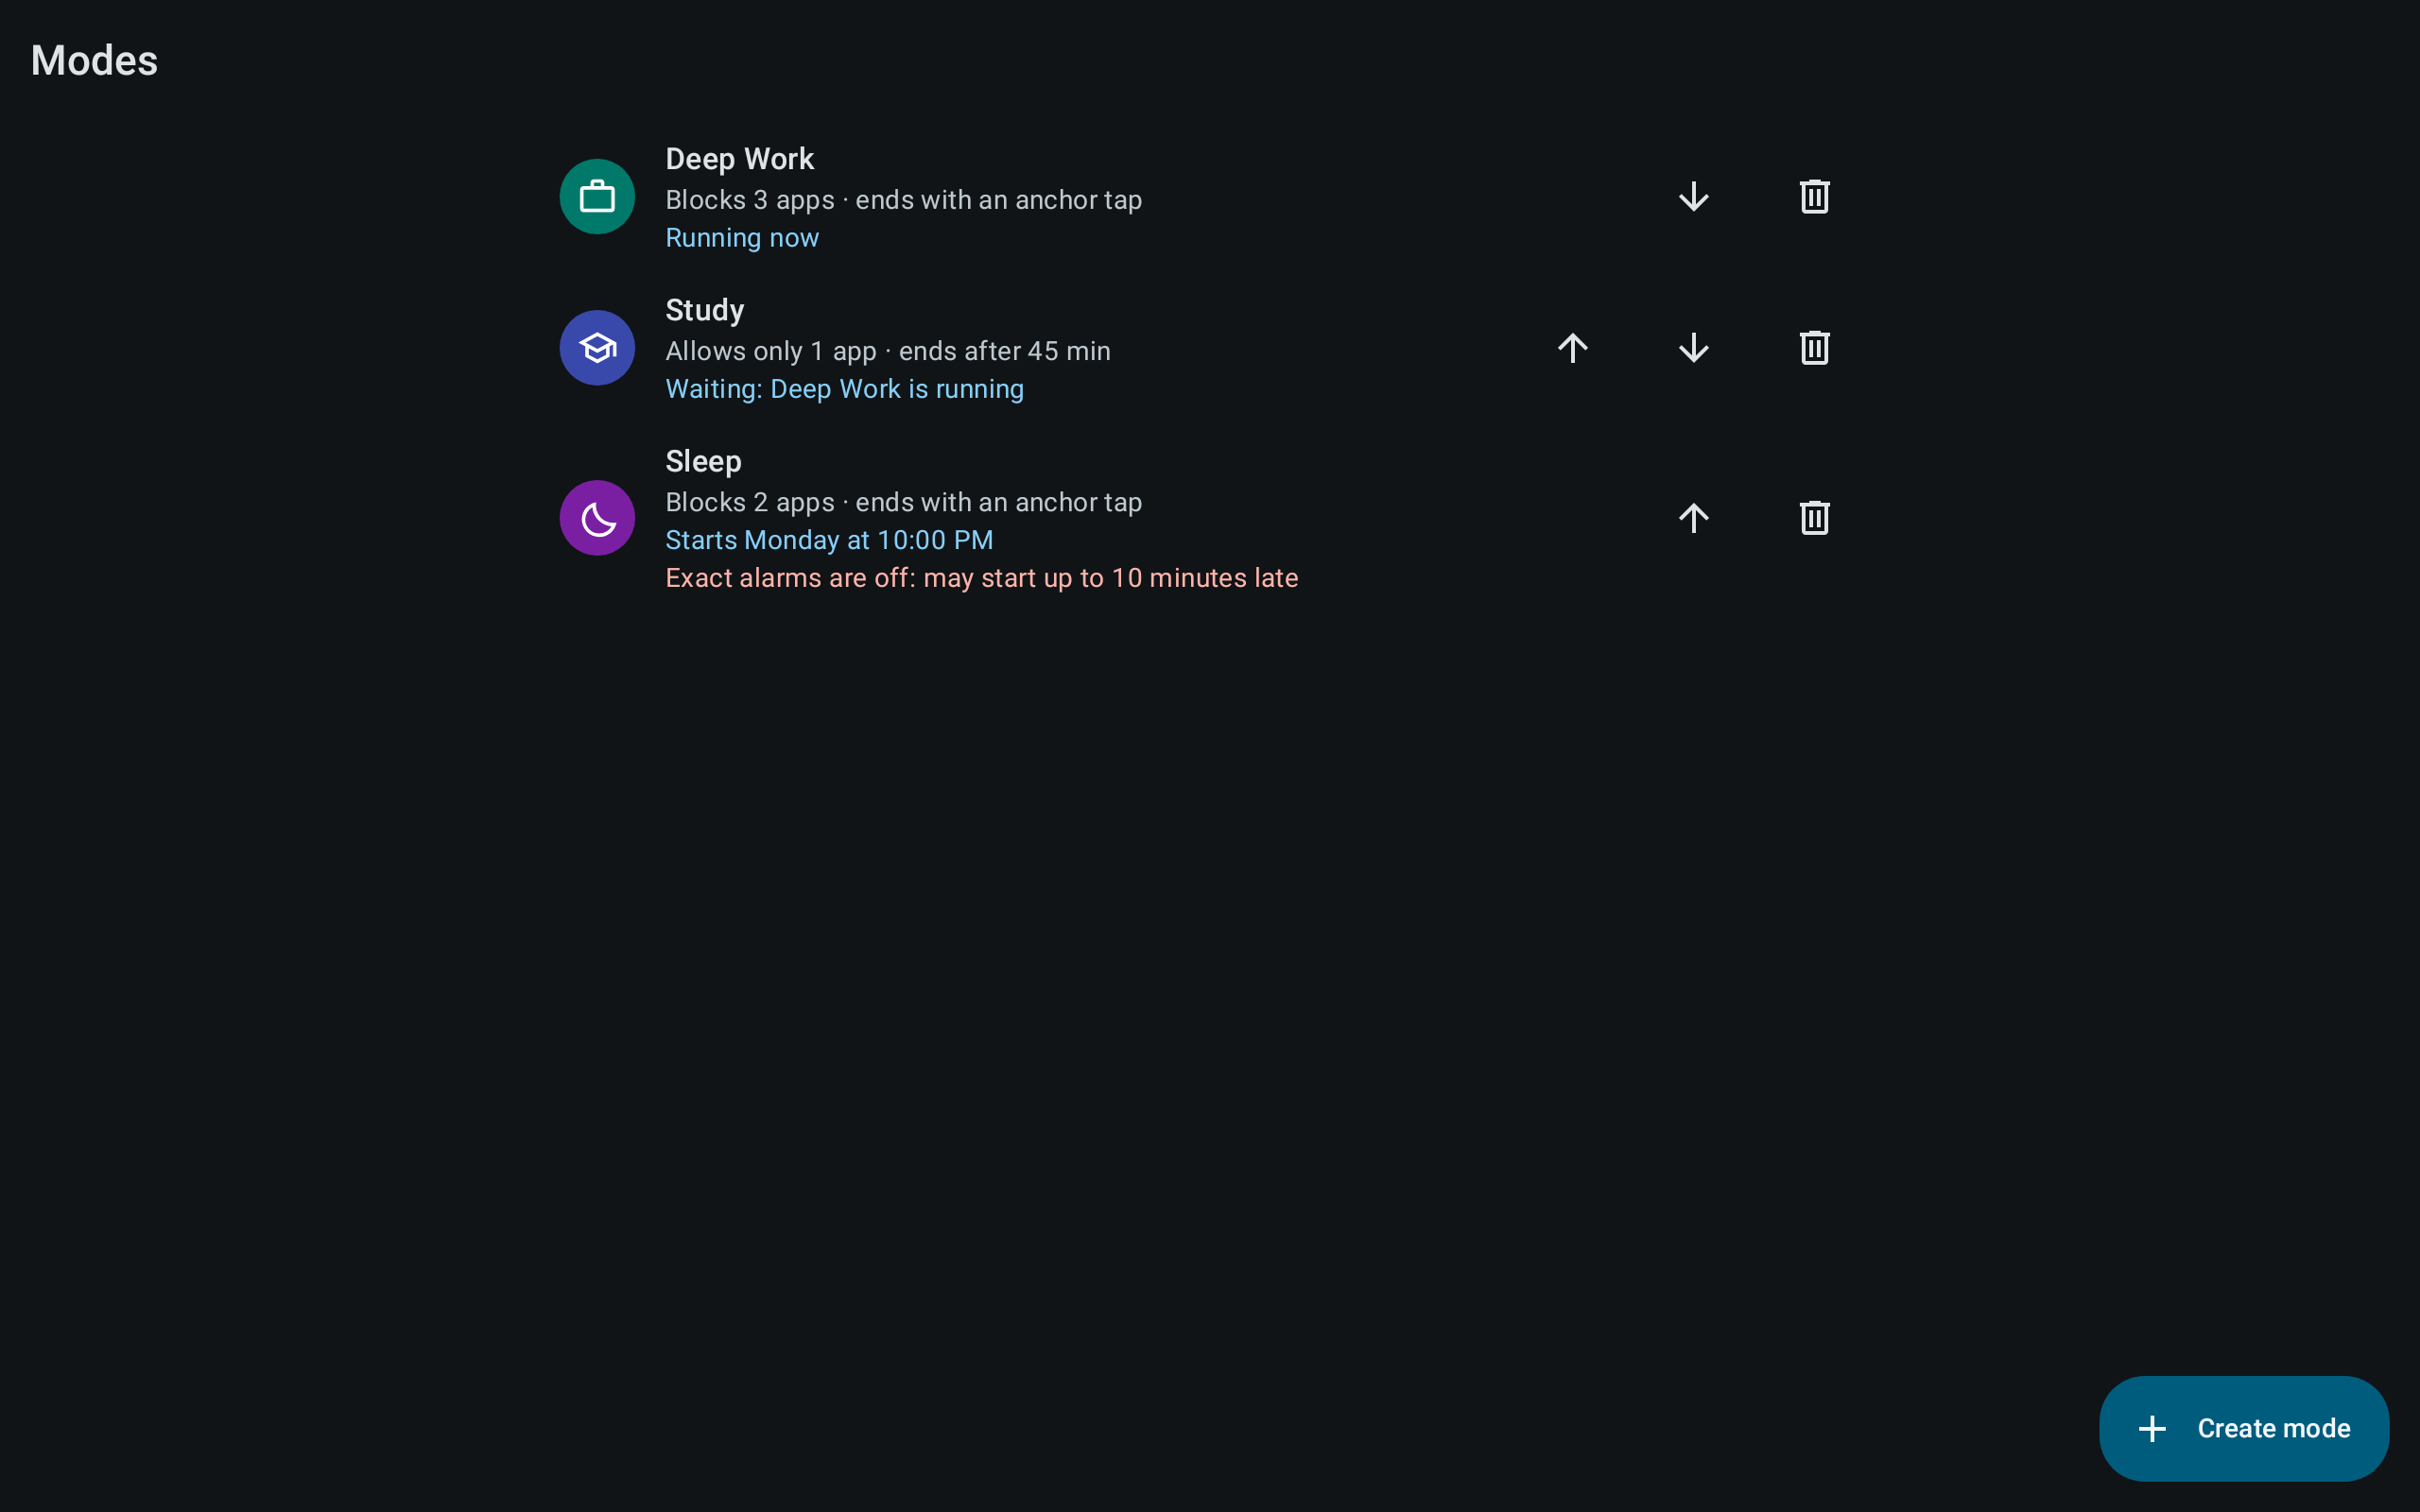 Modes
Deep Work
Blocks 3 apps · ends with an anchor tap
Running now
Study
Allows only 1 app · ends after 45 min
Waiting: Deep Work is running
Sleep
Blocks 2 apps · ends with an anchor tap
Starts Monday at 10:00 PM
Exact alarms are off: may start up to 10 minutes late
Create mode